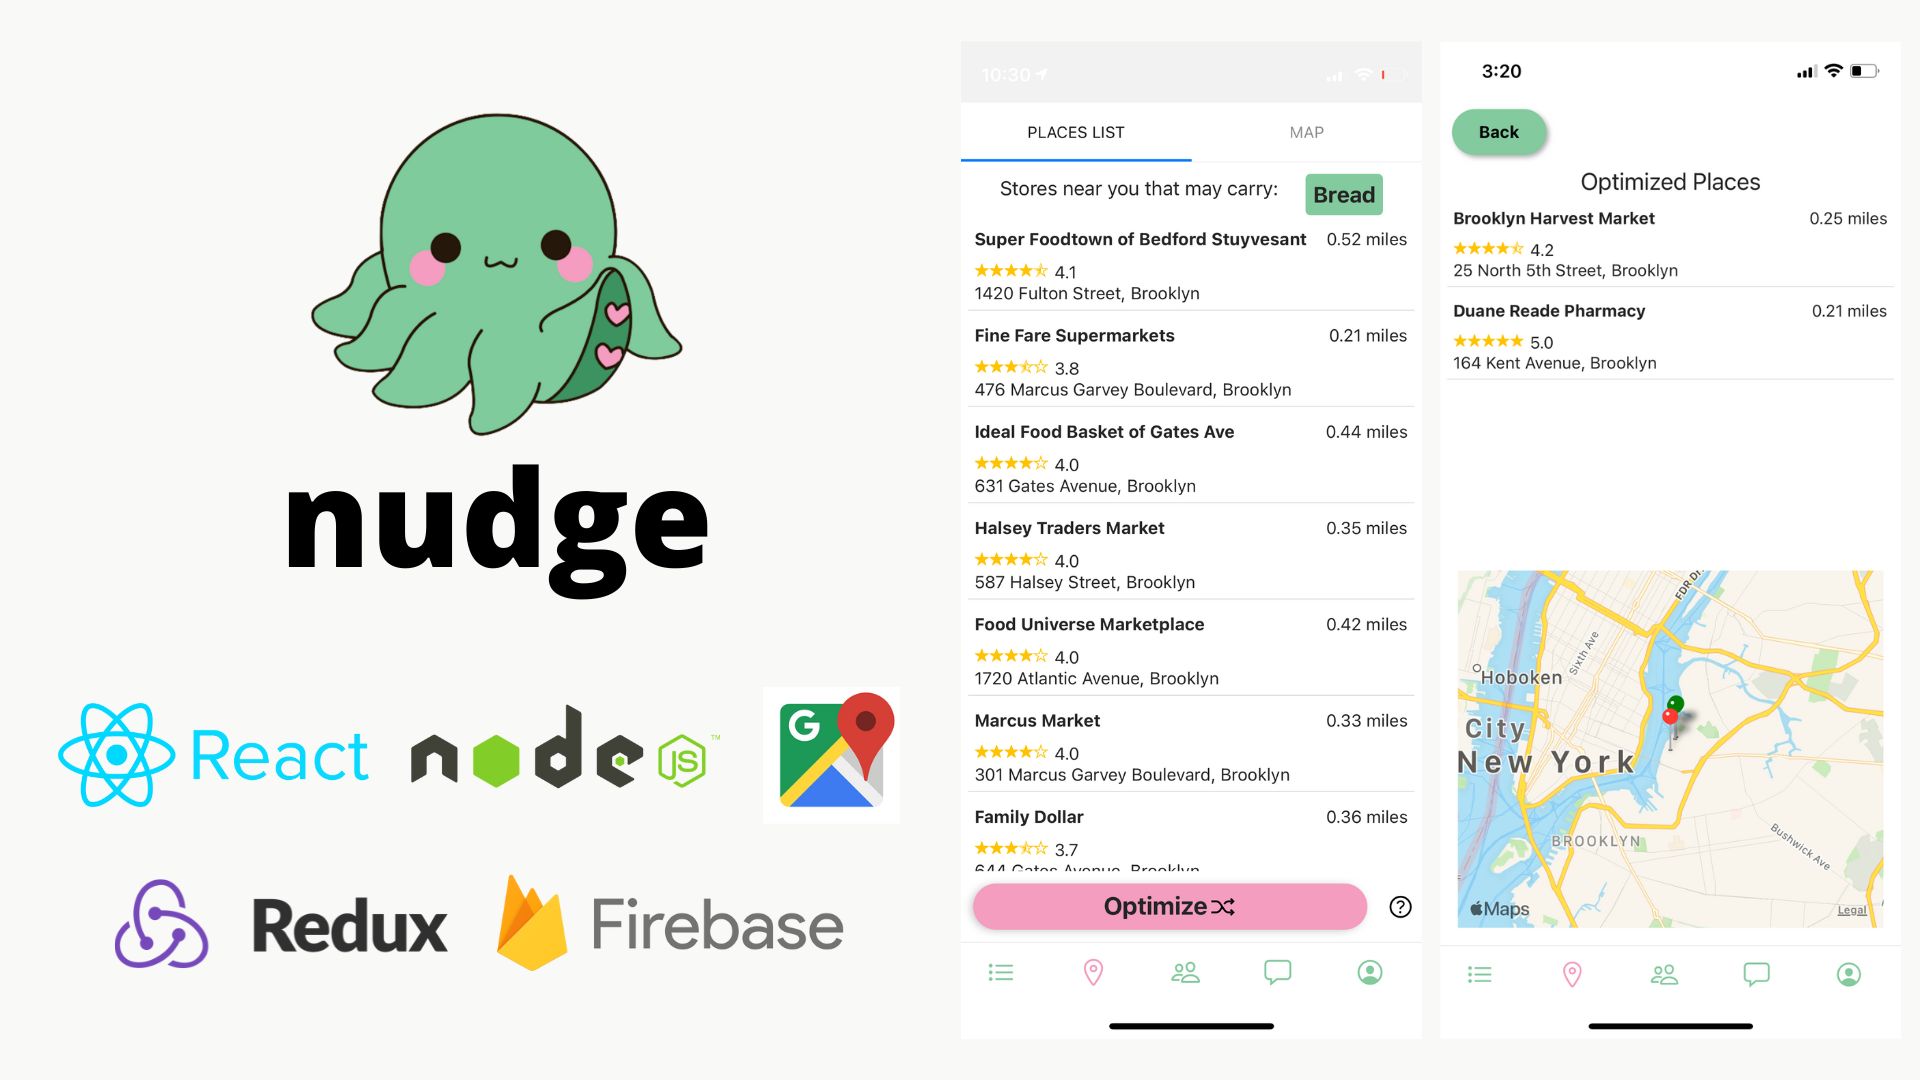 nudge
React
node
JS
™
G
Redux
Firebase
10:30
PLACES LIST MAP
Stores near you that may carry: Bread
Super Foodtown of Bedford Stuyvesant 0.52 miles
4.1
1420 Fulton Street, Brooklyn
Fine Fare Supermarkets 0.21 miles
3.8
476 Marcus Garvey Boulevard, Brooklyn
Ideal Food Basket of Gates Ave 0.44 miles
4.0
631 Gates Avenue, Brooklyn
Halsey Traders Market 0.35 miles
4.0
587 Halsey Street, Brooklyn
Food Universe Marketplace 0.42 miles
4.0
1720 Atlantic Avenue, Brooklyn
Marcus Market 0.33 miles
4.0
301 Marcus Garvey Boulevard, Brooklyn
Family Dollar 0.36 miles
3.7
644 Gates Avenue, Brooklyn
Optimize
?
3:20
Back
Optimized Places
Brooklyn Harvest Market 0.25 miles
4.2
25 North 5th Street, Brooklyn
Duane Reade Pharmacy 0.21 miles
5.0
164 Kent Avenue, Brooklyn
FDR Dr
Sixth Ave
Hoboken
City
New York
BROOKLYN
Bushwick Ave
Maps
Legal